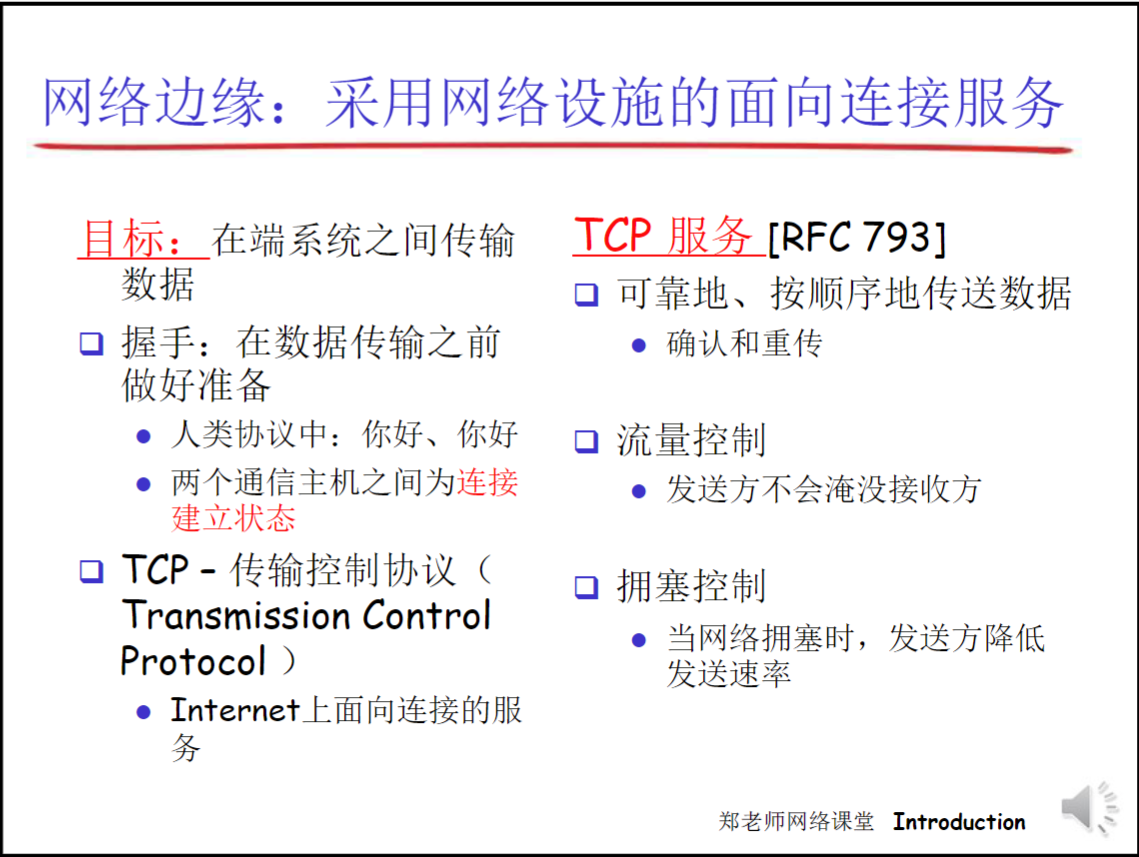 网络边缘：采用网络设施的面向连接服务
目标：在端系统之间传输
数据
握手：在数据传输之前
做好准备
人类协议中：你好、你好
两个通信主机之间为连接
建立状态
TCP – 传输控制协议（
Transmission Control
Protocol ）
Internet上面向连接的服
务
TCP 服务 [RFC 793]
可靠地、按顺序地传送数据
确认和重传
流量控制
发送方不会淹没接收方
拥塞控制
当网络拥塞时，发送方降低
发送速率
郑老师网络课堂 Introduction